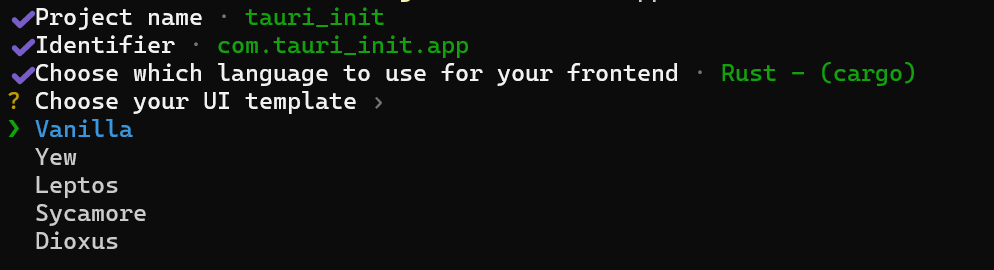 ✔Project name · tauri_init
✔Identifier · com.tauri_init.app
✔Choose which language to use for your frontend · Rust - (cargo)
? Choose your UI template ›
❯ Vanilla
Yew
Leptos
Sycamore
Dioxus